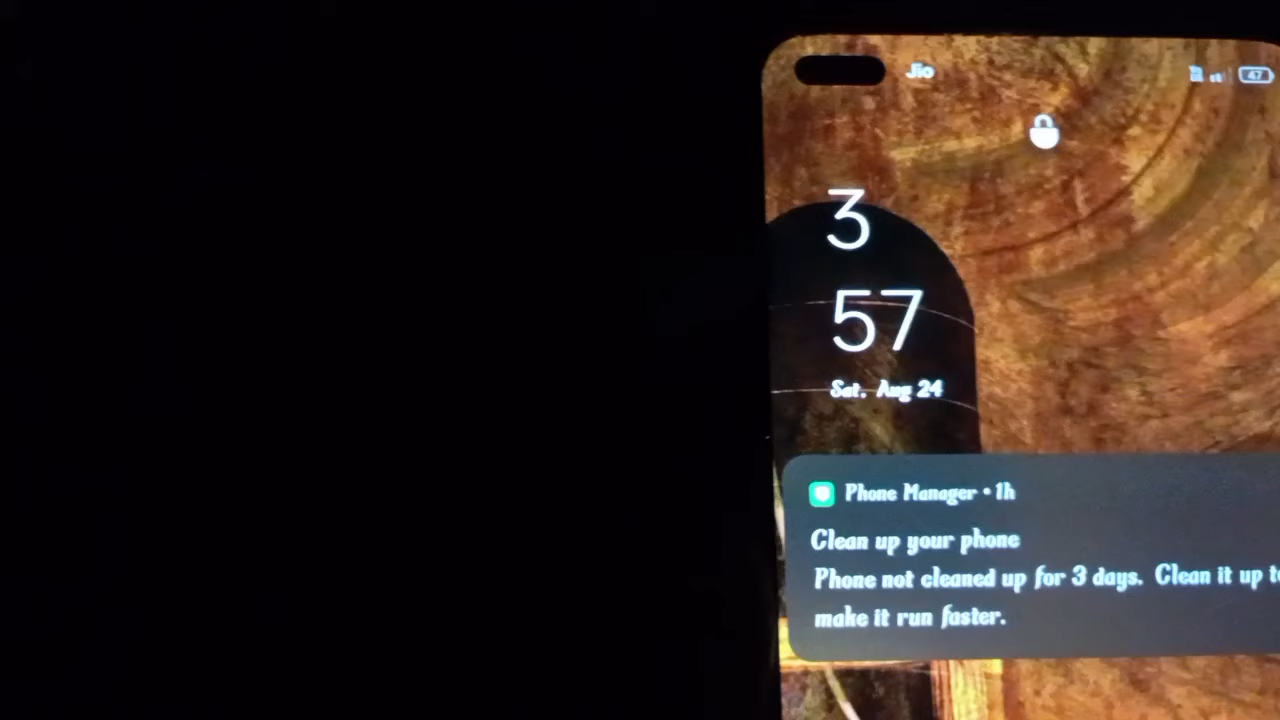 Jio
47
3
57
Sat, Aug 24
Phone Manager • 1h
Clean up your phone
Phone not cleaned up for 3 days. Clean it up
make it run faster.